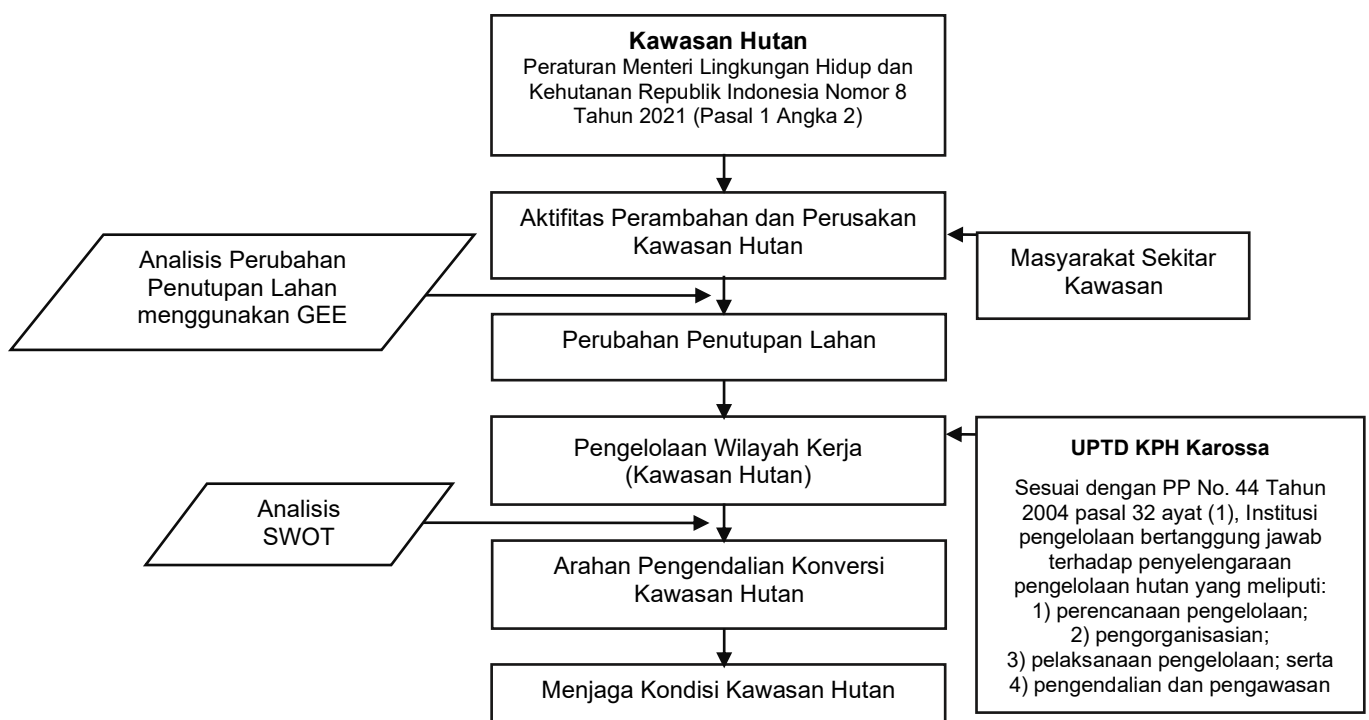 Kawasan Hutan
Peraturan Menteri Lingkungan Hidup dan
Kehutanan Republik Indonesia Nomor 8
Tahun 2021 (Pasal 1 Angka 2)
Aktifitas Perambahan dan Perusakan
Kawasan Hutan
Masyarakat Sekitar
Kawasan
Analisis Perubahan
Penutupan Lahan
menggunakan GEE
Perubahan Penutupan Lahan
Pengelolaan Wilayah Kerja
(Kawasan Hutan)
UPTD KPH Karossa
Sesuai dengan PP No. 44 Tahun
2004 pasal 32 ayat (1), Institusi
pengelolaan bertanggung jawab
terhadap penyelengaraan
pengelolaan hutan yang meliputi:
1) perencanaan pengelolaan;
2) pengorganisasian;
3) pelaksanaan pengelolaan; serta
4) pengendalian dan pengawasan
Analisis
SWOT
Arahan Pengendalian Konversi
Kawasan Hutan
Menjaga Kondisi Kawasan Hutan